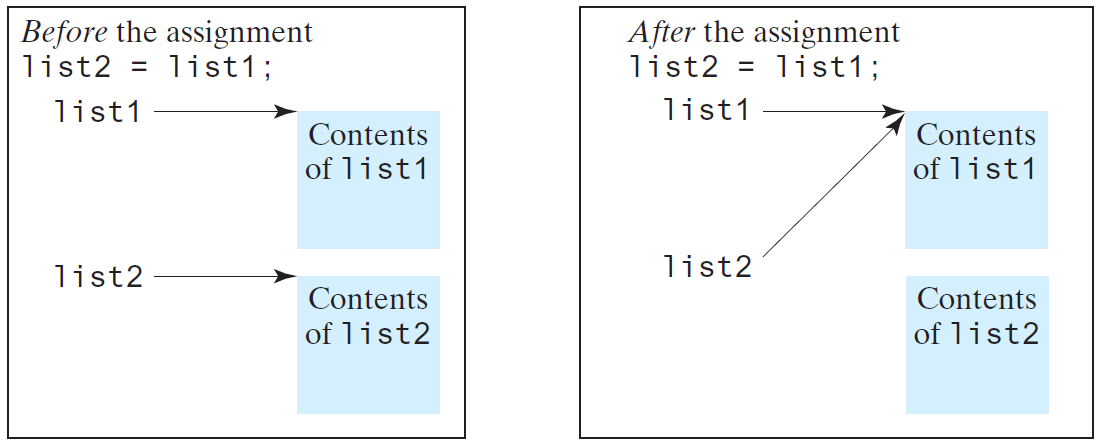 Before the assignment
list2 = list1;
list1
Contents
of list1
list2
Contents
of list2
After the assignment
list2 = list1;
list1
Contents
of list1
list2
Contents
of list2